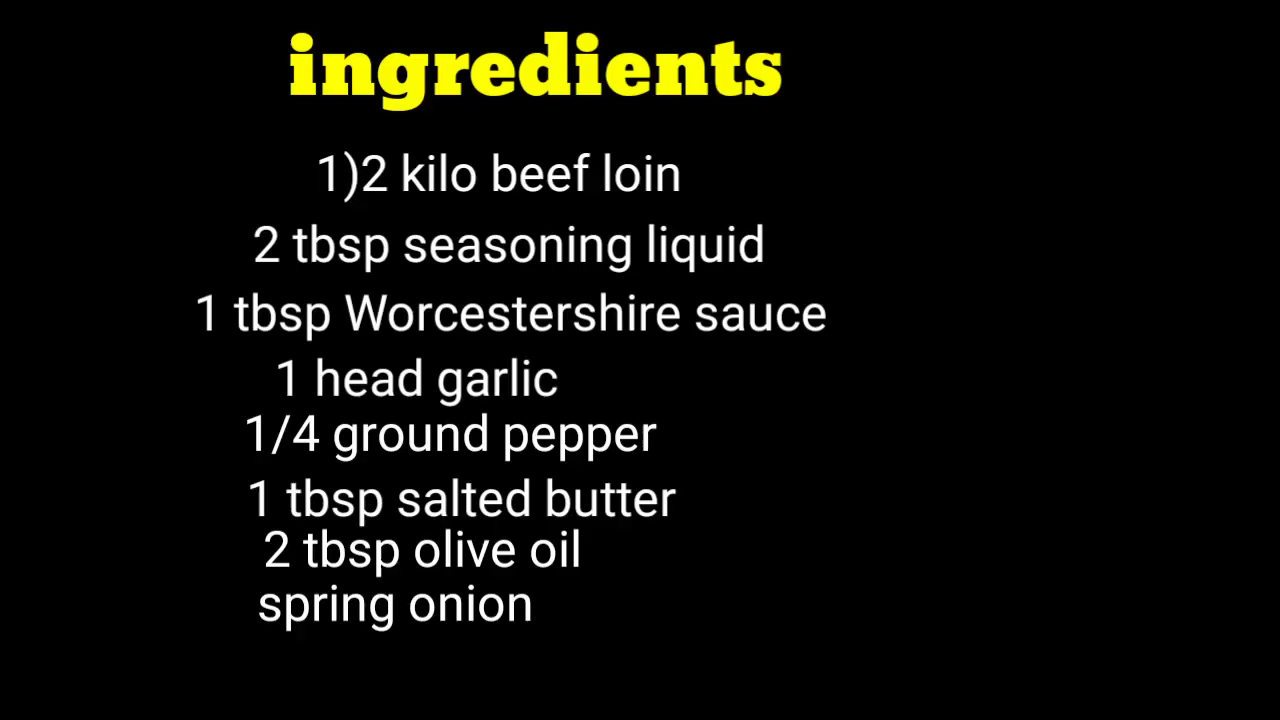 ingredients
1)2 kilo beef loin
2 tbsp seasoning liquid
1 tbsp Worcestershire sauce
1 head garlic
1/4 ground pepper
1 tbsp salted butter
2 tbsp olive oil
spring onion